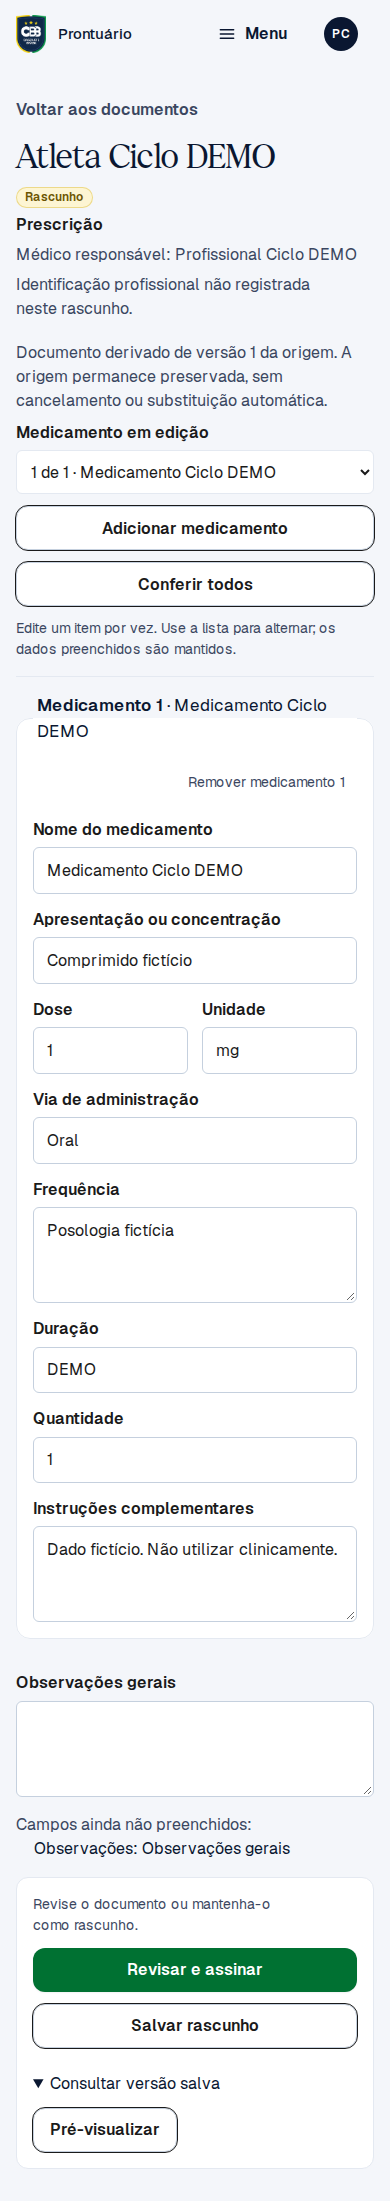 CBB
Prontuário
Menu
PC
Voltar aos documentos
Atleta Ciclo DEMO
Rascunho
Prescrição
Médico responsável: Profissional Ciclo DEMO
Identificação profissional não registrada
neste rascunho.
Documento derivado de versão 1 da origem. A
origem permanece preservada, sem
cancelamento ou substituição automática.
Medicamento em edição
1 de 1 · Medicamento Ciclo DEMO
Adicionar medicamento
Conferir todos
Edite um item por vez. Use a lista para alternar; os
dados preenchidos são mantidos.
Medicamento 1 · Medicamento Ciclo
DEMO
Remover medicamento 1
Nome do medicamento
Medicamento Ciclo DEMO
Apresentação ou concentração
Comprimido fictício
Dose
Unidade
1
mg
Via de administração
Oral
Frequência
Posologia fictícia
Duração
DEMO
Quantidade
1
Instruções complementares
Dado fictício. Não utilizar clinicamente.
Observações gerais
Campos ainda não preenchidos:
Observações: Observações gerais
Revise o documento ou mantenha-o
como rascunho.
Revisar e assinar
Salvar rascunho
▼ Consultar versão salva
Pré-visualizar